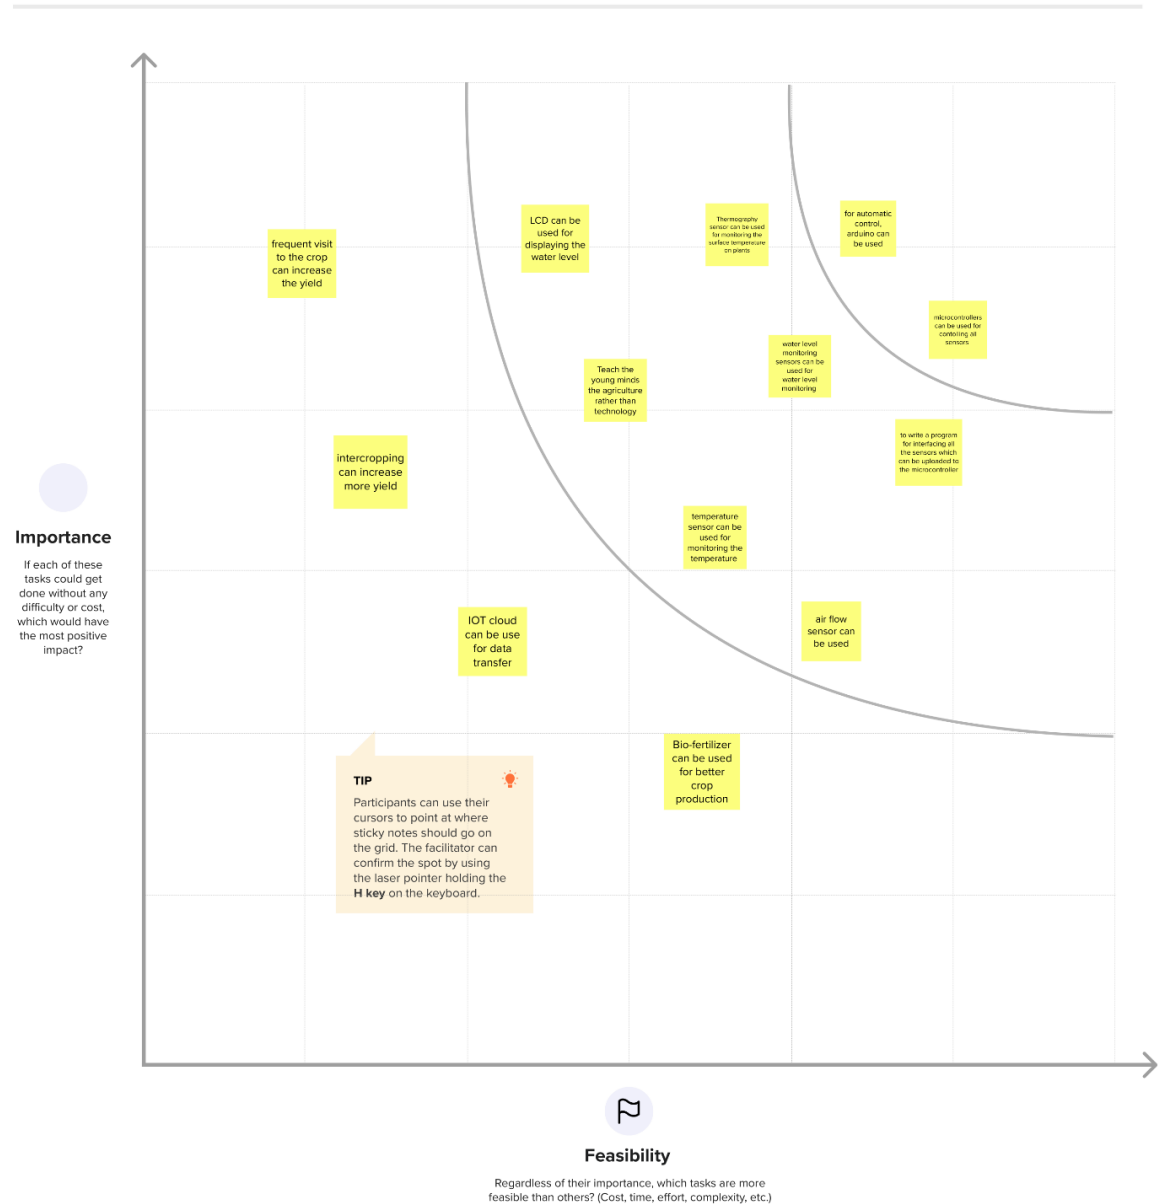 LCD can be
used for
displaying the
water level
Thermography
sensor can be used
for monitoring the
surface temperature
on plants
for automatic
control,
arduino can
be used
frequent visit
to the crop
can increase
the yield
microcontrollers
can be used for
contolling all
sensors
water level
monitoring
sensors can be
used for
water level
monitoring
Teach the
young minds
the agriculture
rather than
technology
to write a program
for interfacing all
the sensors which
can be uploaded to
the microcontroller
intercropping
can increase
more yield
Importance
If each of these
tasks could get
done without any
difficulty or cost,
which would have
the most positive
impact?
temperature
sensor can be
used for
monitoring the
temperature
IOT cloud
can be use
for data
transfer
air flow
sensor can
be used
Bio-fertilizer
can be used
for better
crop
production
TIP
Participants can use their
cursors to point at where
sticky notes should go on
the grid. The facilitator can
confirm the spot by using
the laser pointer holding the
H key on the keyboard.
Feasibility
Regardless of their importance, which tasks are more
feasible than others? (Cost, time, effort, complexity, etc.)